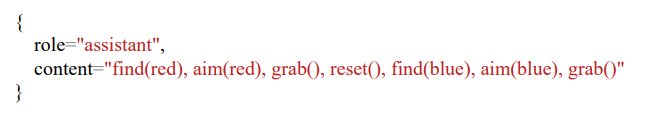 {
role="assistant",
content="find(red), aim(red), grab(), reset(), find(blue), aim(blue), grab()"
}